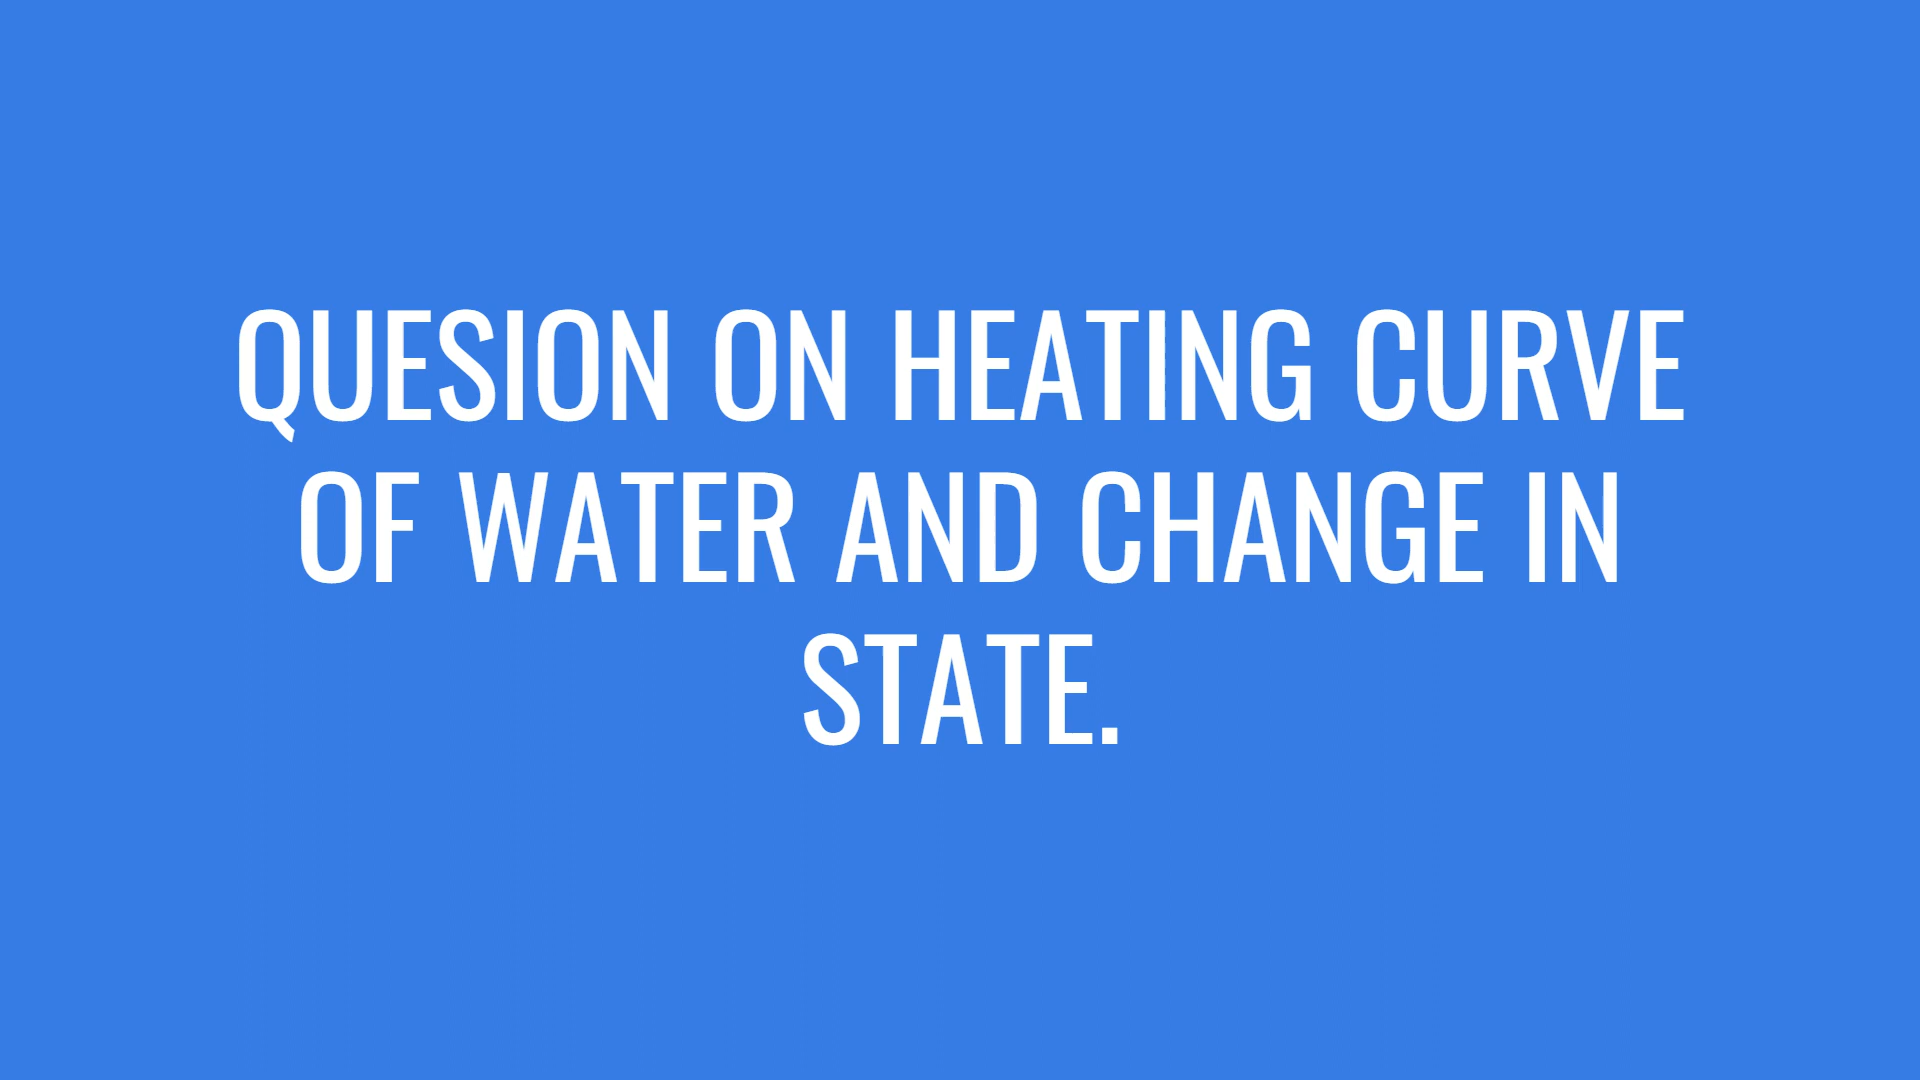 QUESION ON HEATING CURVE
OF WATER AND CHANGE IN
STATE.